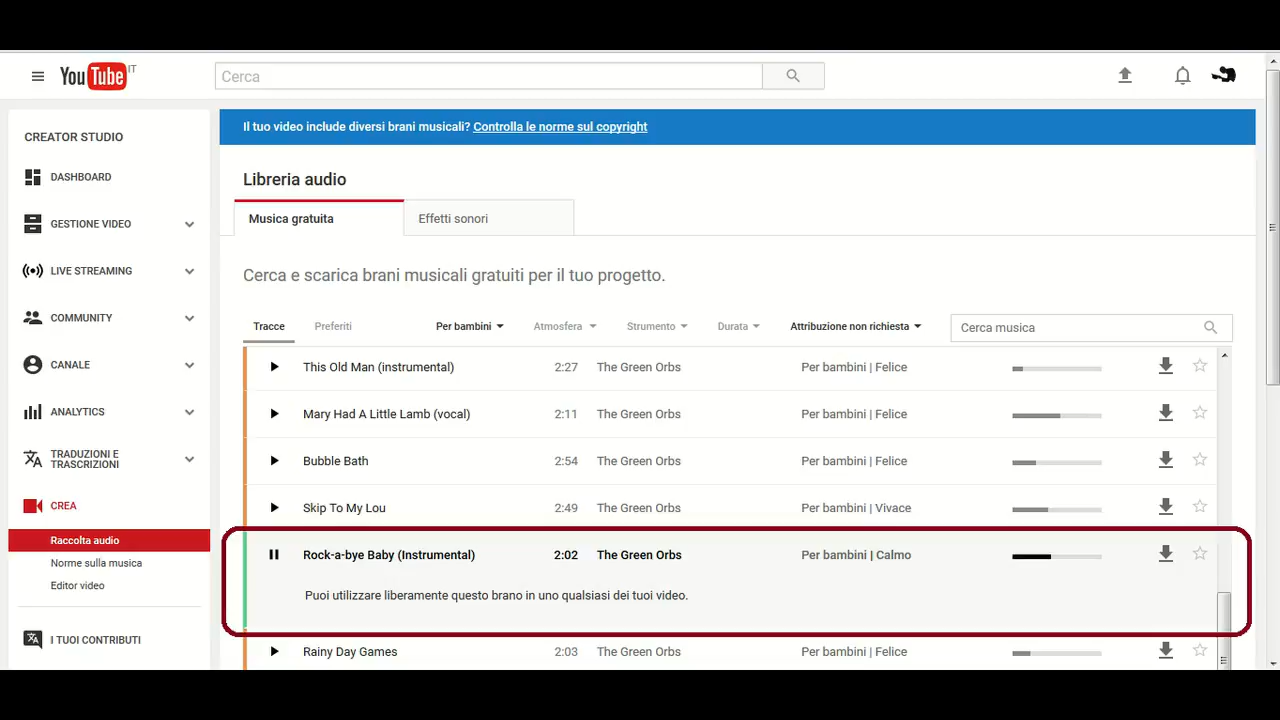 YouTube IT
Cerca
CREATOR STUDIO
DASHBOARD
GESTIONE VIDEO
LIVE STREAMING
COMMUNITY
CANALE
ANALYTICS
TRADUZIONI E
TRASCRIZIONI
CREA
Raccolta audio
Norme sulla musica
Editor video
I TUOI CONTRIBUTI
Il tuo video include diversi brani musicali? Controlla le norme sul copyright
Libreria audio
Musica gratuita Effetti sonori
Cerca e scarica brani musicali gratuiti per il tuo progetto.
Tracce Preferiti Per bambini Atmosfera Strumento Durata Attribuzione non richiesta Cerca musica
This Old Man (instrumental) 2:27 The Green Orbs Per bambini | Felice
Mary Had A Little Lamb (vocal) 2:11 The Green Orbs Per bambini | Felice
Bubble Bath 2:54 The Green Orbs Per bambini | Felice
Skip To My Lou 2:49 The Green Orbs Per bambini | Vivace
Rock-a-bye Baby (Instrumental) 2:02 The Green Orbs Per bambini | Calmo
Puoi utilizzare liberamente questo brano in uno qualsiasi dei tuoi video.
Rainy Day Games 2:03 The Green Orbs Per bambini | Felice